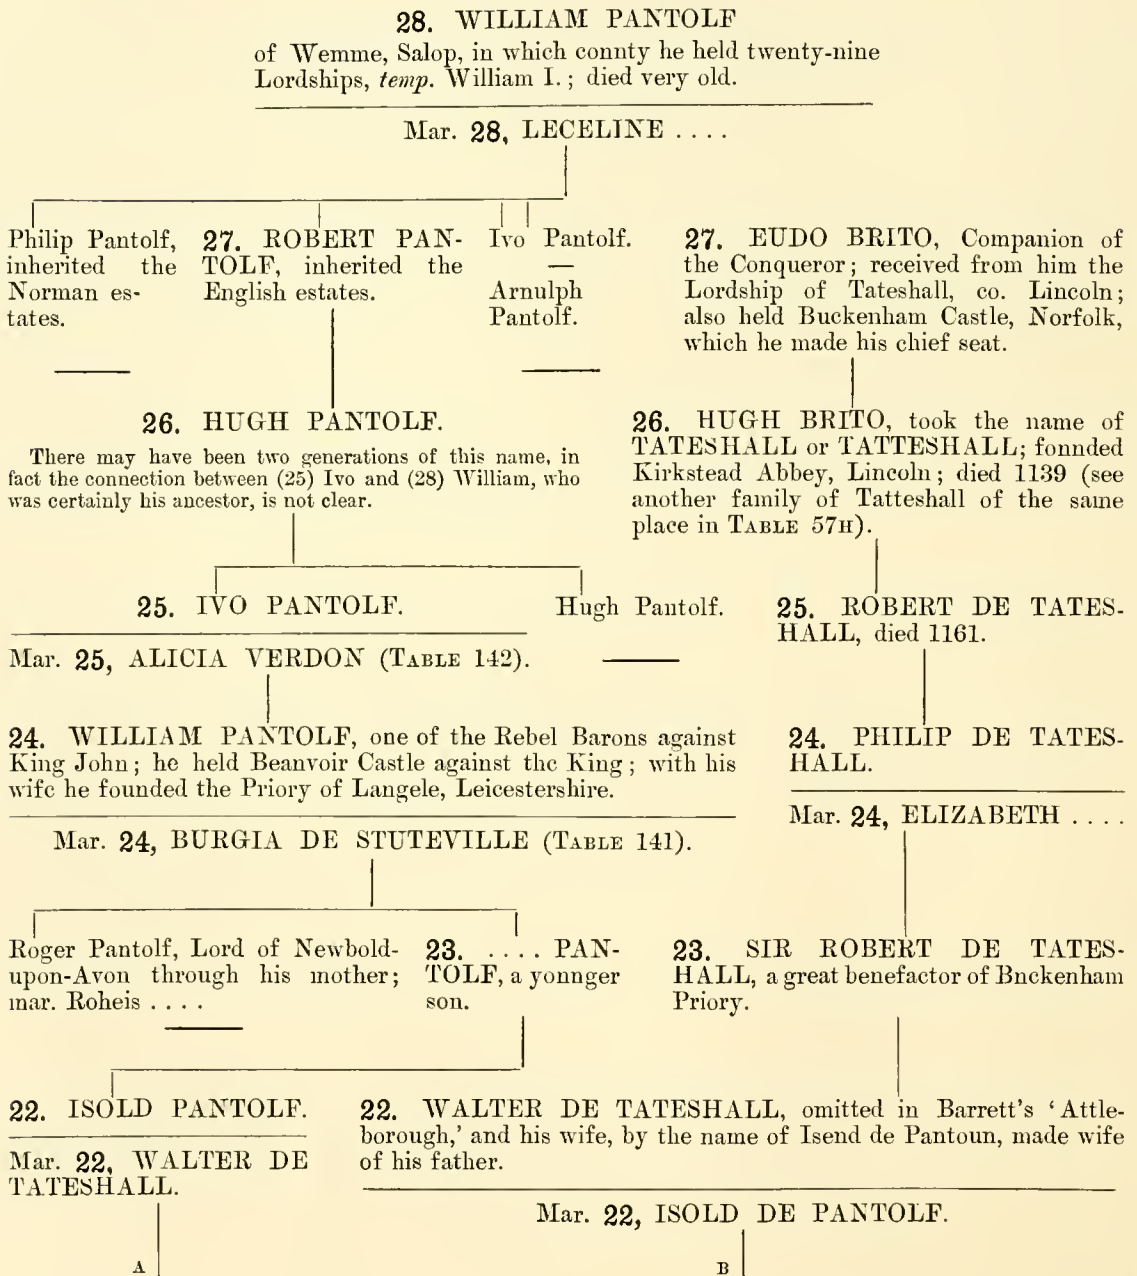 28. WILLIAM PANTOLF
of Wemme, Salop, in which connty he held twenty-nine
Lordships, temp. William I.; died very old.
Mar. 28, LECELINE ....
Philip Pantolf,
inherited the
Norman es-
tates.
27. ROBERT PAN-
TOLF, inherited the
English estates.
Ivo Pantolf.
—
Arnulph
Pantolf.
27. EUDO BRITO, Companion of
the Conqueror; received from him the
Lordship of Tateshall, co. Lincoln;
also held Buckenham Castle, Norfolk,
which he made his chief seat.
26. HUGH PANTOLF.
There may have been two generations of this name, in
fact the connection between (25) Ivo and (28) William, who
was certainly his ancestor, is not clear.
26. HUGH BRITO, took the name of
TATESHALL or TATTESHALL; fonnded
Kirkstead Abbey, Lincoln; died 1139 (see
another family of Tatteshall of the same
place in TABLE 57H).
25. IVO PANTOLF.
Hugh Pantolf.
25. ROBERT DE TATES-
HALL, died 1161.
Mar. 25, ALICIA VERDON (TABLE 142).
24. WILLIAM PANTOLF, one of the Rebel Barons against
King John; he held Beanvoir Castle against the King; with his
wife he founded the Priory of Langele, Leicestershire.
24. PHILIP DE TATES-
HALL.
Mar. 24, BURGIA DE STUTEVILLE (TABLE 141).
Mar. 24, ELIZABETH ....
Roger Pantolf, Lord of Newbold-
upon-Avon through his mother;
mar. Roheis ....
23. .... PAN-
TOLF, a yonnger
son.
23. SIR ROBERT DE TATES-
HALL, a great benefactor of Bnckenham
Priory.
22. ISOLD PANTOLF.
Mar. 22, WALTER DE
TATESHALL.
22. WALTER DE TATESHALL, omitted in Barrett's ‘Attle-
borough,’ and his wife, by the name of Isend de Pantoun, made wife
of his father.
Mar. 22, ISOLD DE PANTOLF.
A
B